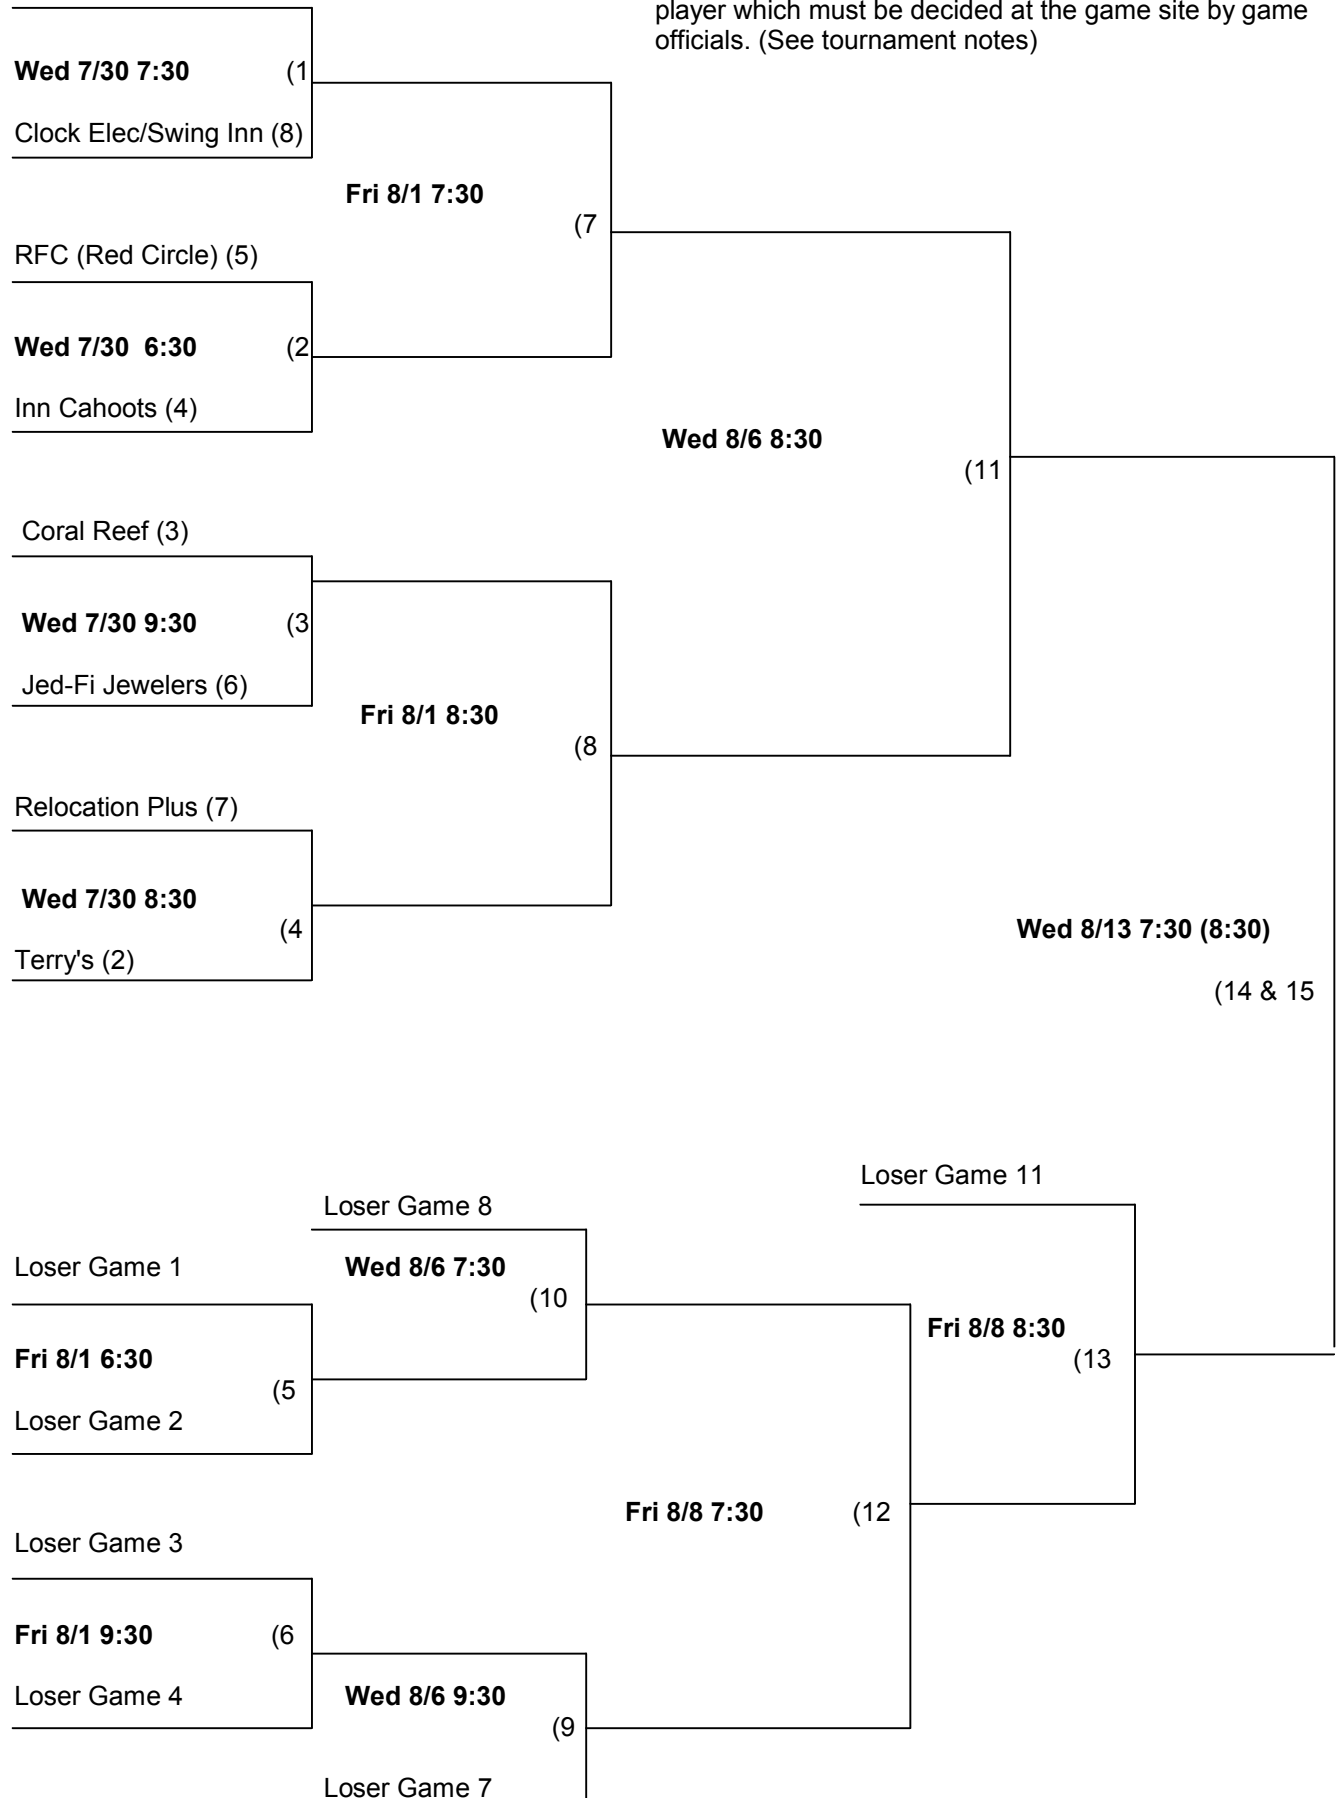 player which must be decided at the game site by game
officials. (See tournament notes)
Wed 7/30 7:30 (1
Clock Elec/Swing Inn (8)
Fri 8/1 7:30
(7
RFC (Red Circle) (5)
Wed 7/30  6:30 (2
Inn Cahoots (4)
Wed 8/6 8:30
(11
Coral Reef (3)
Wed 7/30 9:30 (3
Jed-Fi Jewelers (6)
Fri 8/1 8:30
(8
Relocation Plus (7)
Wed 7/30 8:30
(4
Terry's (2)
Wed 8/13 7:30 (8:30)
(14 & 15
Loser Game 11
Loser Game 8
Loser Game 1
Wed 8/6 7:30
(10
Fri 8/8 8:30
(13
Fri 8/1 6:30
(5
Loser Game 2
Fri 8/8 7:30 (12
Loser Game 3
Fri 8/1 9:30 (6
Loser Game 4
Wed 8/6 9:30
(9
Loser Game 7